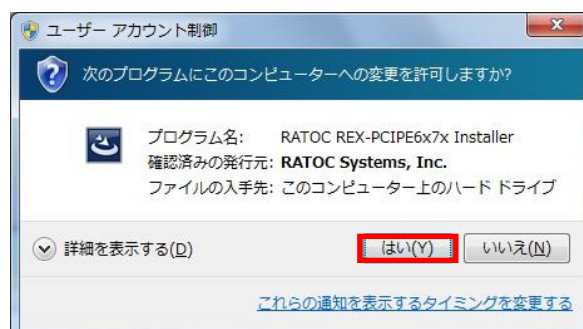 ユーザー アカウント制御
次のプログラムにこのコンピューターへの変更を許可しますか?
プログラム名: RATOC REX-PCIPE6x7x Installer
確認済みの発行元: RATOC Systems, Inc.
ファイルの入手先: このコンピューター上のハード ドライブ
詳細を表示する(D) はい(Y) いいえ(N)
これらの通知を表示するタイミングを変更する